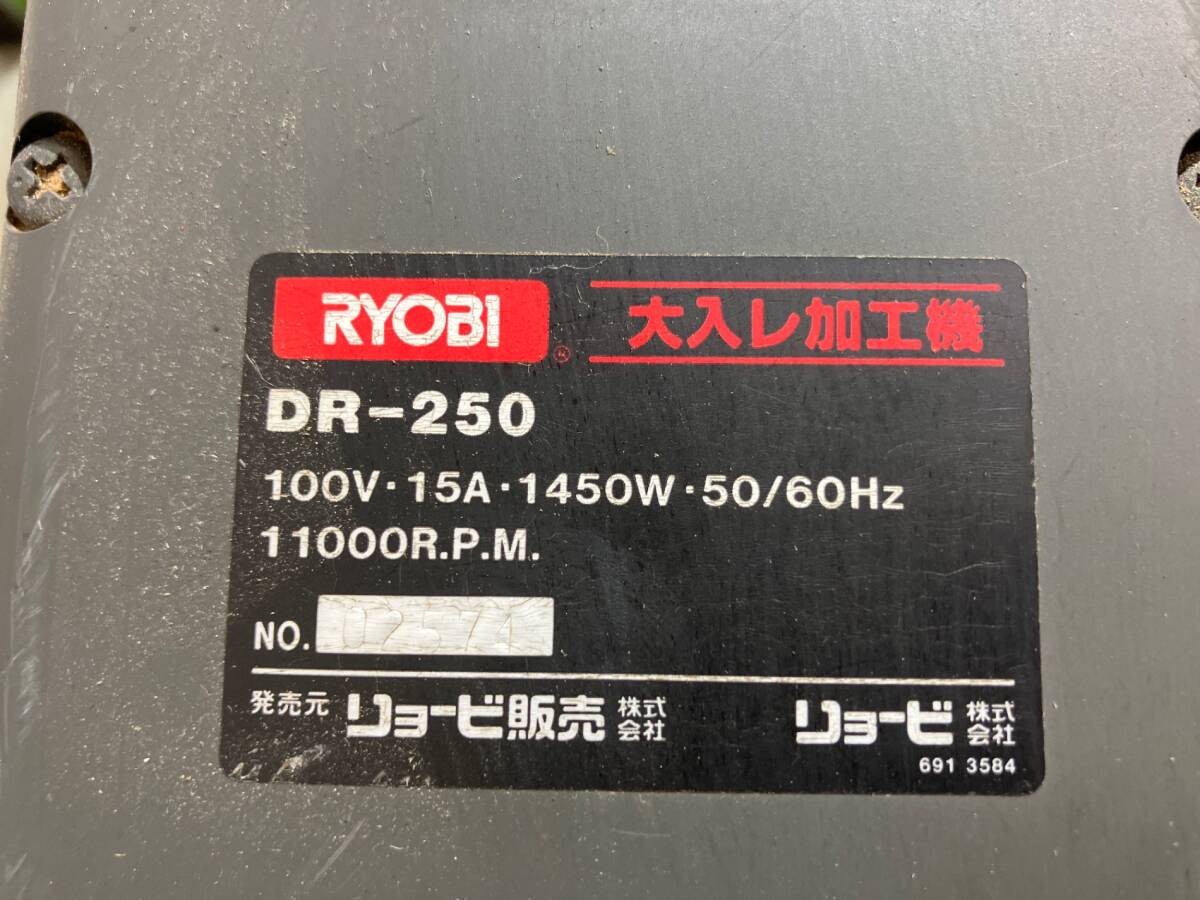 RYOBI ®
大入レ加工機
DR-250
100V·15A·1450W·50/60Hz
11000R.P.M.
NO.
発売元 リョービ販売 株式会社
リョービ 株式会社
691 3584